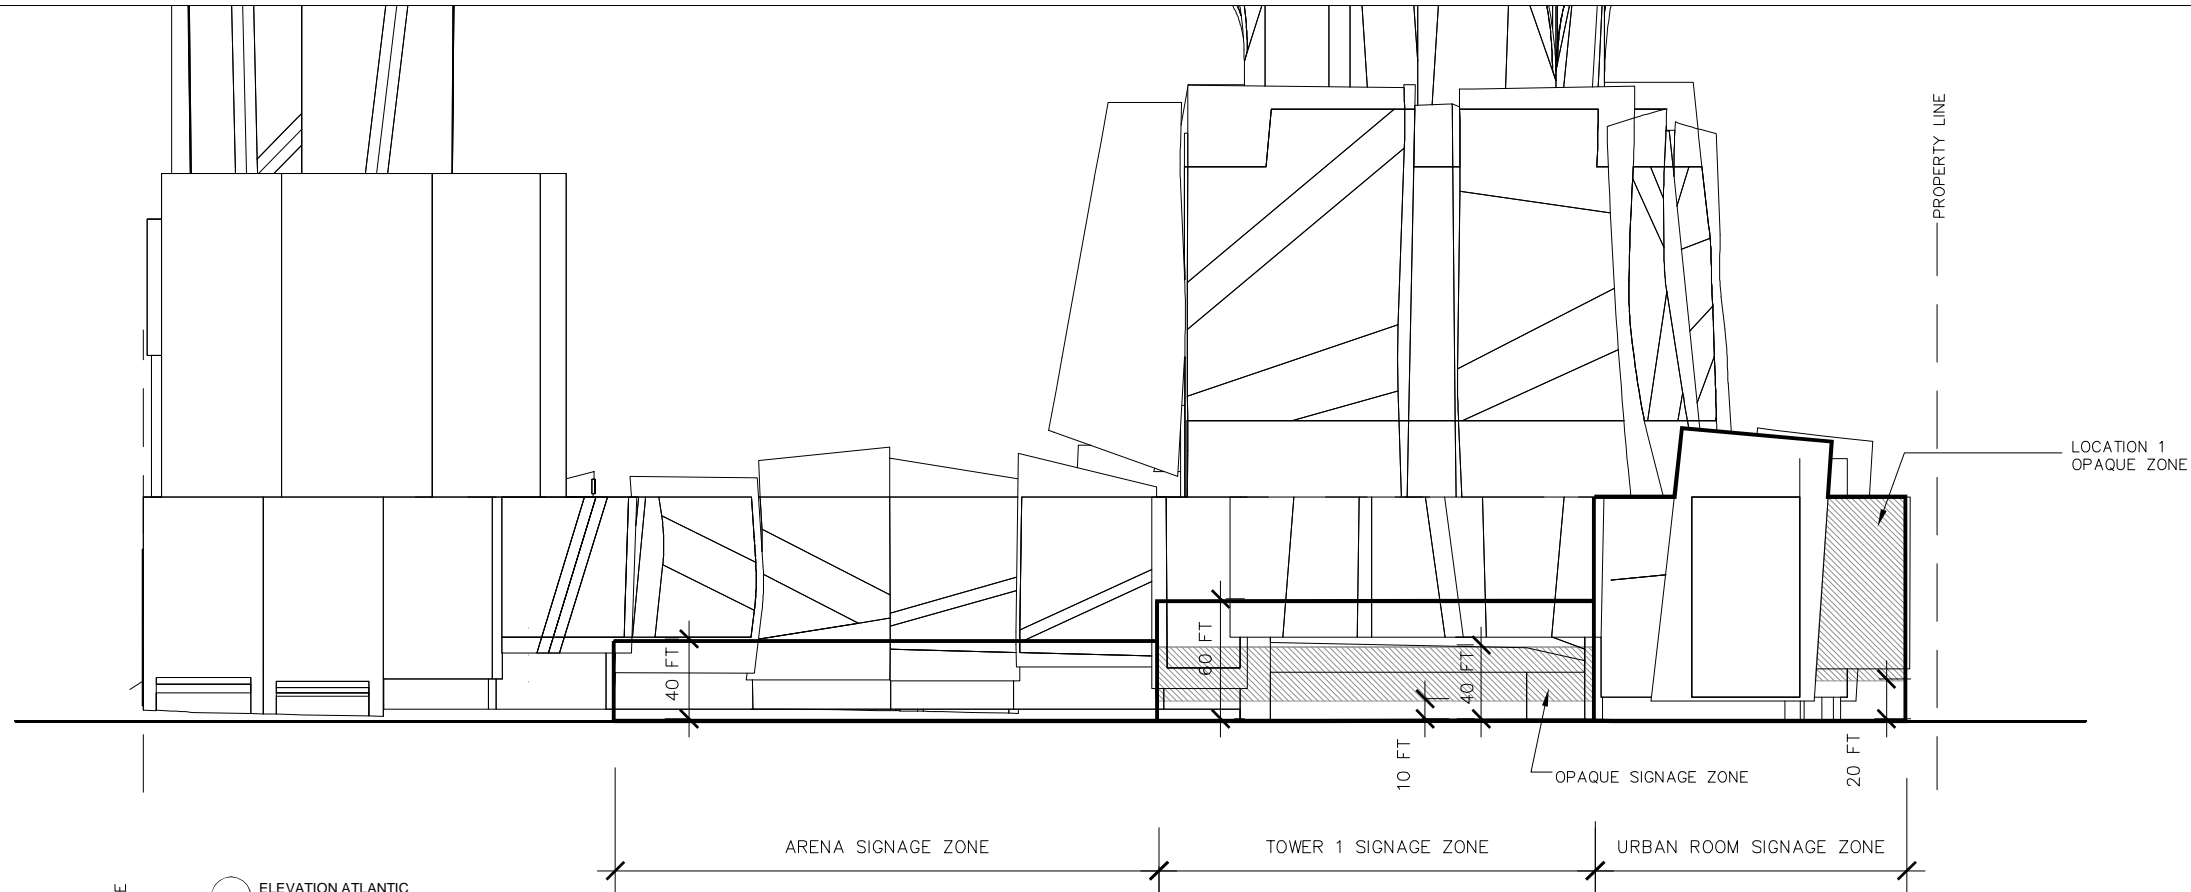 PROPERTY LINE
LOCATION 1
OPAQUE ZONE
40 FT
60 FT
40 FT
10 FT
20 FT
OPAQUE SIGNAGE ZONE
ARENA SIGNAGE ZONE
TOWER 1 SIGNAGE ZONE
URBAN ROOM SIGNAGE ZONE
E
ELEVATION ATLANTIC